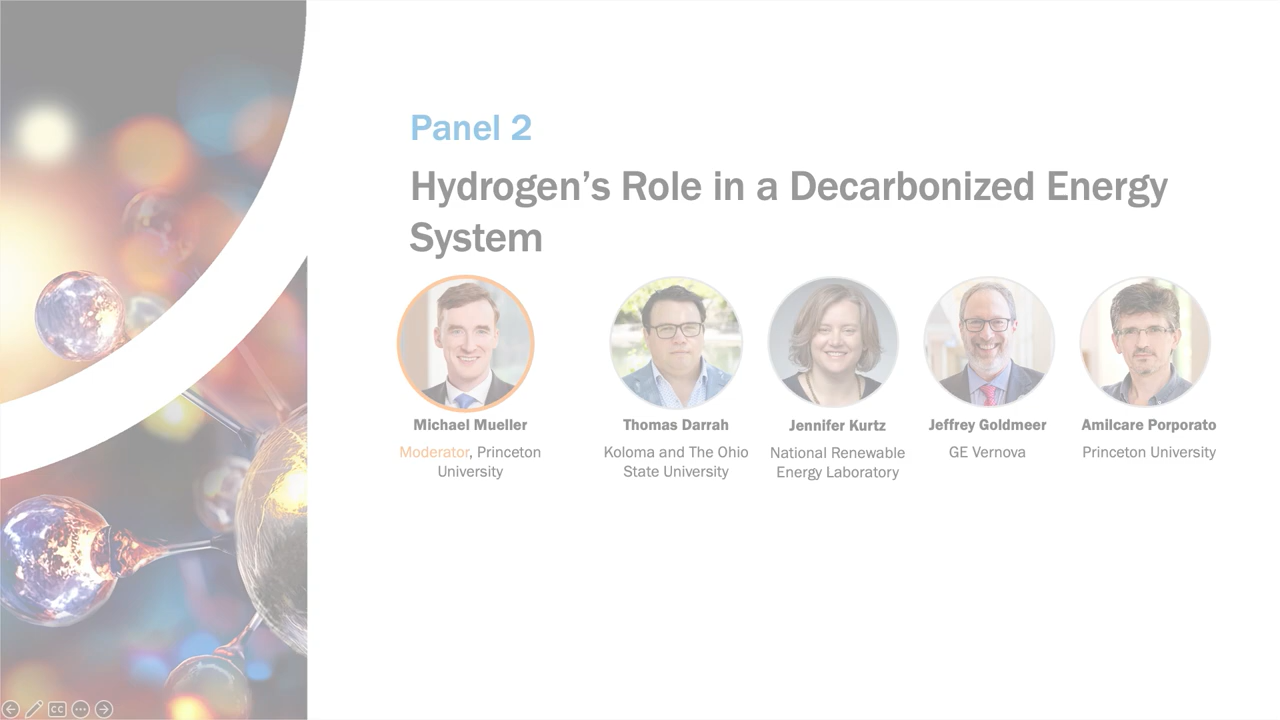 Panel 2
Hydrogen’s Role in a Decarbonized Energy
System
Michael Mueller
Moderator, Princeton
University
Thomas Darrah
Koloma and The Ohio
State University
Jennifer Kurtz
National Renewable
Energy Laboratory
Jeffrey Goldmeer
GE Vernova
Amilcare Porporato
Princeton University
CC